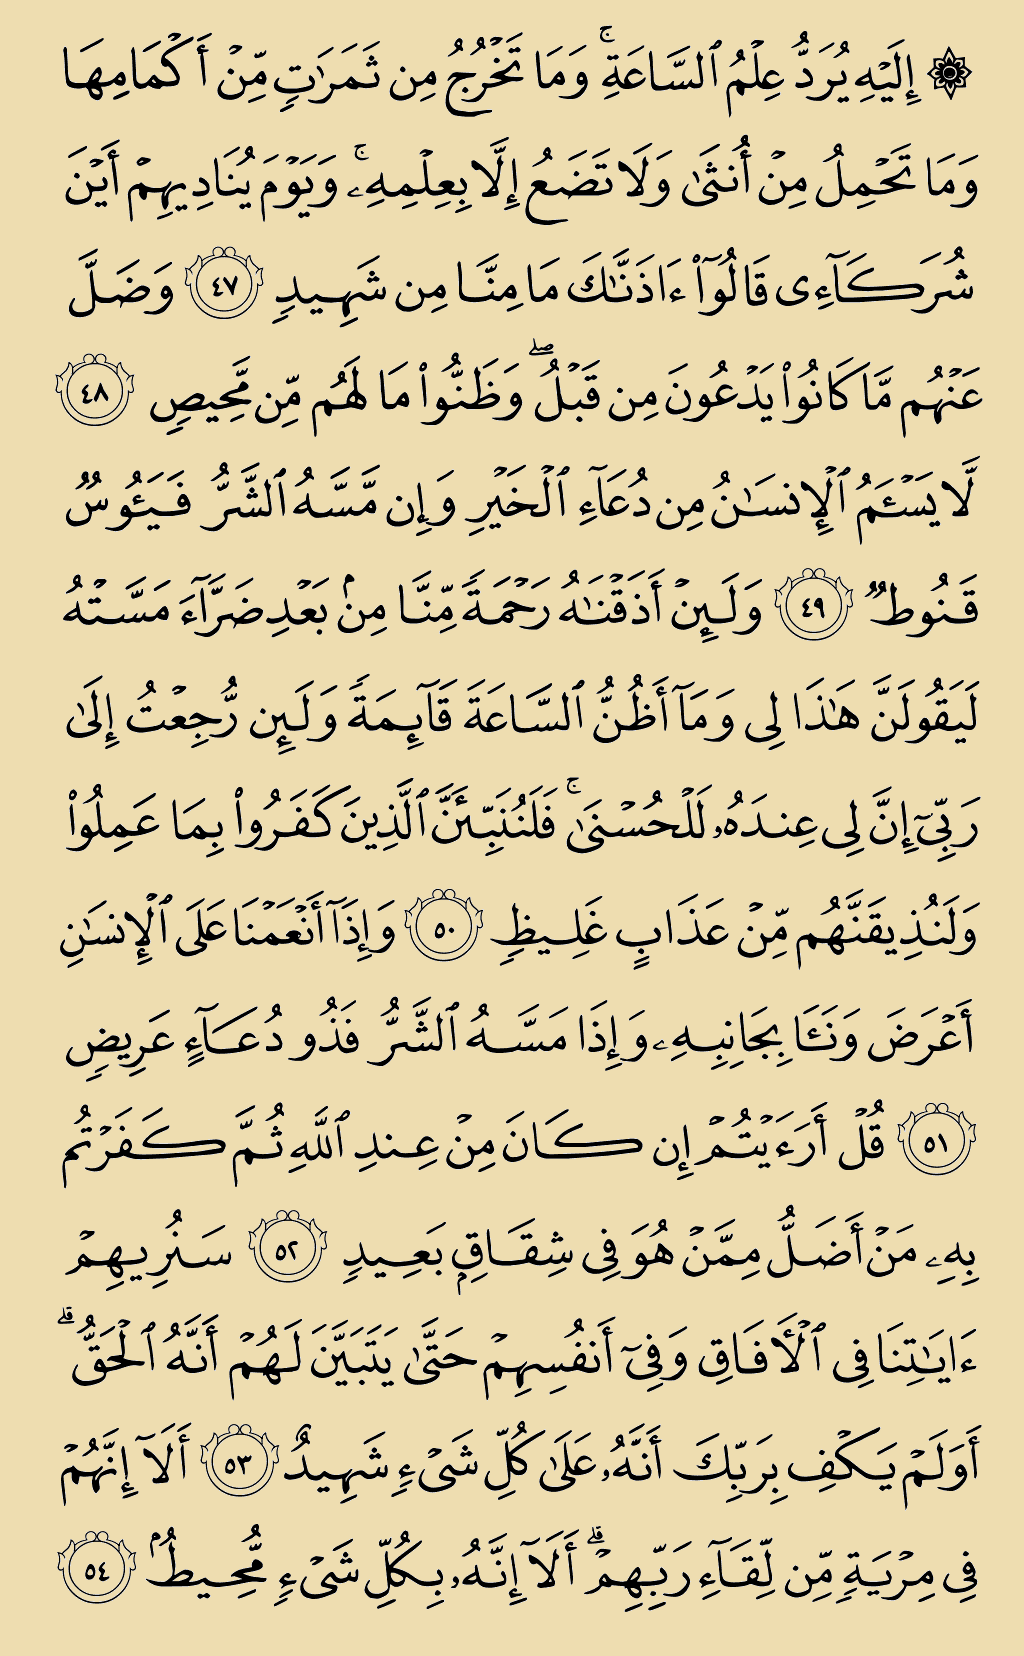 ۞ إِلَيۡهِ يُرَدُّ عِلۡمُ ٱلسَّاعَةِۚ وَمَا تَخۡرُجُ مِن ثَمَرَٰتٖ مِّنۡ أَكۡمَامِهَا
وَمَا تَحۡمِلُ مِنۡ أُنثَىٰ وَلَا تَضَعُ إِلَّا بِعِلۡمِهِۦۚ وَيَوۡمَ يُنَادِيهِمۡ أَيۡنَ
شُرَكَآءِي قَالُوٓاْ ءَاذَنَّٰكَ مَا مِنَّا مِن شَهِيدٖ ٤٧ وَضَلَّ
عَنۡهُم مَّا كَانُواْ يَدۡعُونَ مِن قَبۡلُۖ وَظَنُّواْ مَا لَهُم مِّن مَّحِيصٖ ٤٨
لَّا يَسۡـَٔمُ ٱلۡإِنسَٰنُ مِن دُعَآءِ ٱلۡخَيۡرِ وَإِن مَّسَّهُ ٱلشَّرُّ فَيَـُٔوسٞ
قَنُوطٞ ٤٩ وَلَئِنۡ أَذَقۡنَٰهُ رَحۡمَةٗ مِّنَّا مِنۢ بَعۡدِ ضَرَّآءَ مَسَّتۡهُ
لَيَقُولَنَّ هَٰذَا لِي وَمَآ أَظُنُّ ٱلسَّاعَةَ قَآئِمَةٗ وَلَئِن رُّجِعۡتُ إِلَىٰ
رَبِّيٓ إِنَّ لِي عِندَهُۥ لَلۡحُسۡنَىٰۚ فَلَنُنَبِّئَنَّ ٱلَّذِينَ كَفَرُواْ بِمَا عَمِلُواْ
وَلَنُذِيقَنَّهُم مِّنۡ عَذَابٍ غَلِيظٖ ٥٠ وَإِذَآ أَنۡعَمۡنَا عَلَى ٱلۡإِنسَٰنِ
أَعۡرَضَ وَنَـَٔا بِجَانِبِهِۦ وَإِذَا مَسَّهُ ٱلشَّرُّ فَذُو دُعَآءٍ عَرِيضٖ
٥١ قُلۡ أَرَءَيۡتُمۡ إِن كَانَ مِنۡ عِندِ ٱللَّهِ ثُمَّ كَفَرۡتُم
بِهِۦ مَنۡ أَضَلُّ مِمَّنۡ هُوَ فِي شِقَاقِۭ بَعِيدٖ ٥٢ سَنُرِيهِمۡ
ءَايَٰتِنَا فِي ٱلۡأٓفَاقِ وَفِيٓ أَنفُسِهِمۡ حَتَّىٰ يَتَبَيَّنَ لَهُمۡ أَنَّهُ ٱلۡحَقُّۗ
أَوَلَمۡ يَكۡفِ بِرَبِّكَ أَنَّهُۥ عَلَىٰ كُلِّ شَيۡءٖ شَهِيدٌ ٥٣ أَلَآ إِنَّهُمۡ
فِي مِرۡيَةٖ مِّن لِّقَآءِ رَبِّهِمۡۗ أَلَآ إِنَّهُۥ بِكُلِّ شَيۡءٖ مُّحِيطُۢ ٥٤